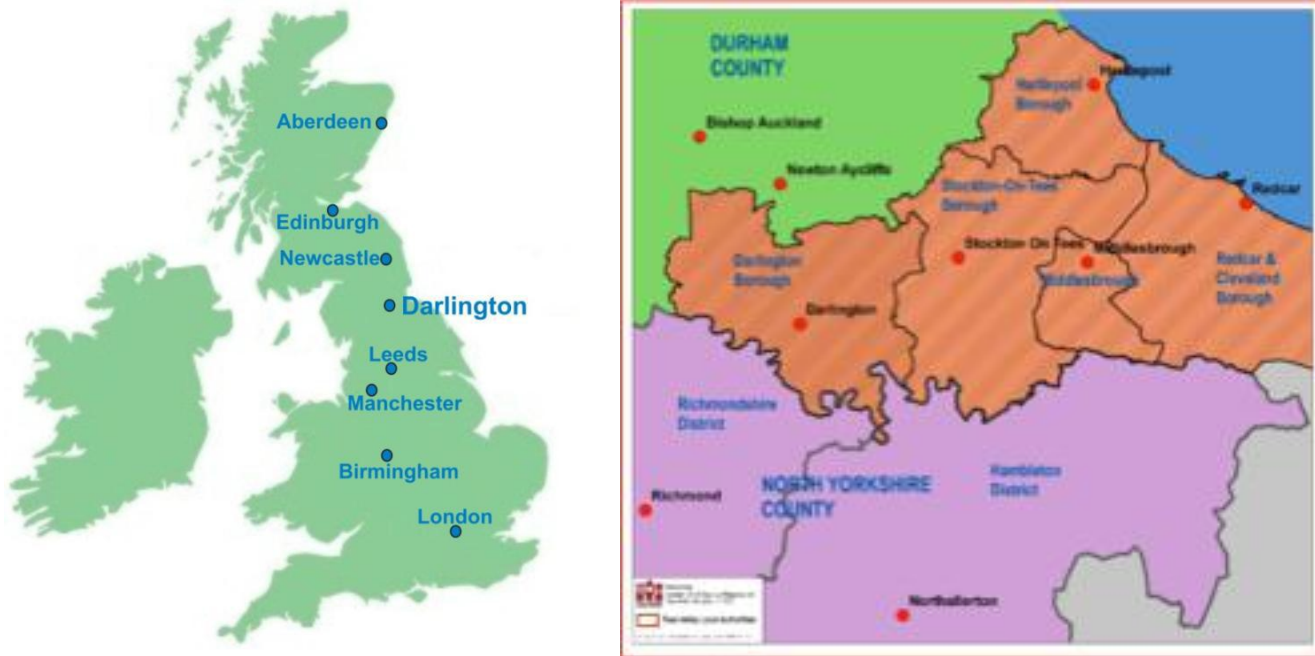 Aberdeen
Edinburgh
Newcastle
Darlington
Leeds
Manchester
Birmingham
London
DURHAM
COUNTY
Hartlepool
Hartlepool
Borough
Bishop Auckland
Newton Aycliffe
Stockton-On-Tees
Borough
Redcar
Stockton On Tees
Middlesbrough
Middlesbrough
Darlington
Borough
Redcar &
Cleveland
Borough
Darlington
Richmondshire
District
Hambleton
District
NORTH YORKSHIRE
COUNTY
Richmond
Northallerton